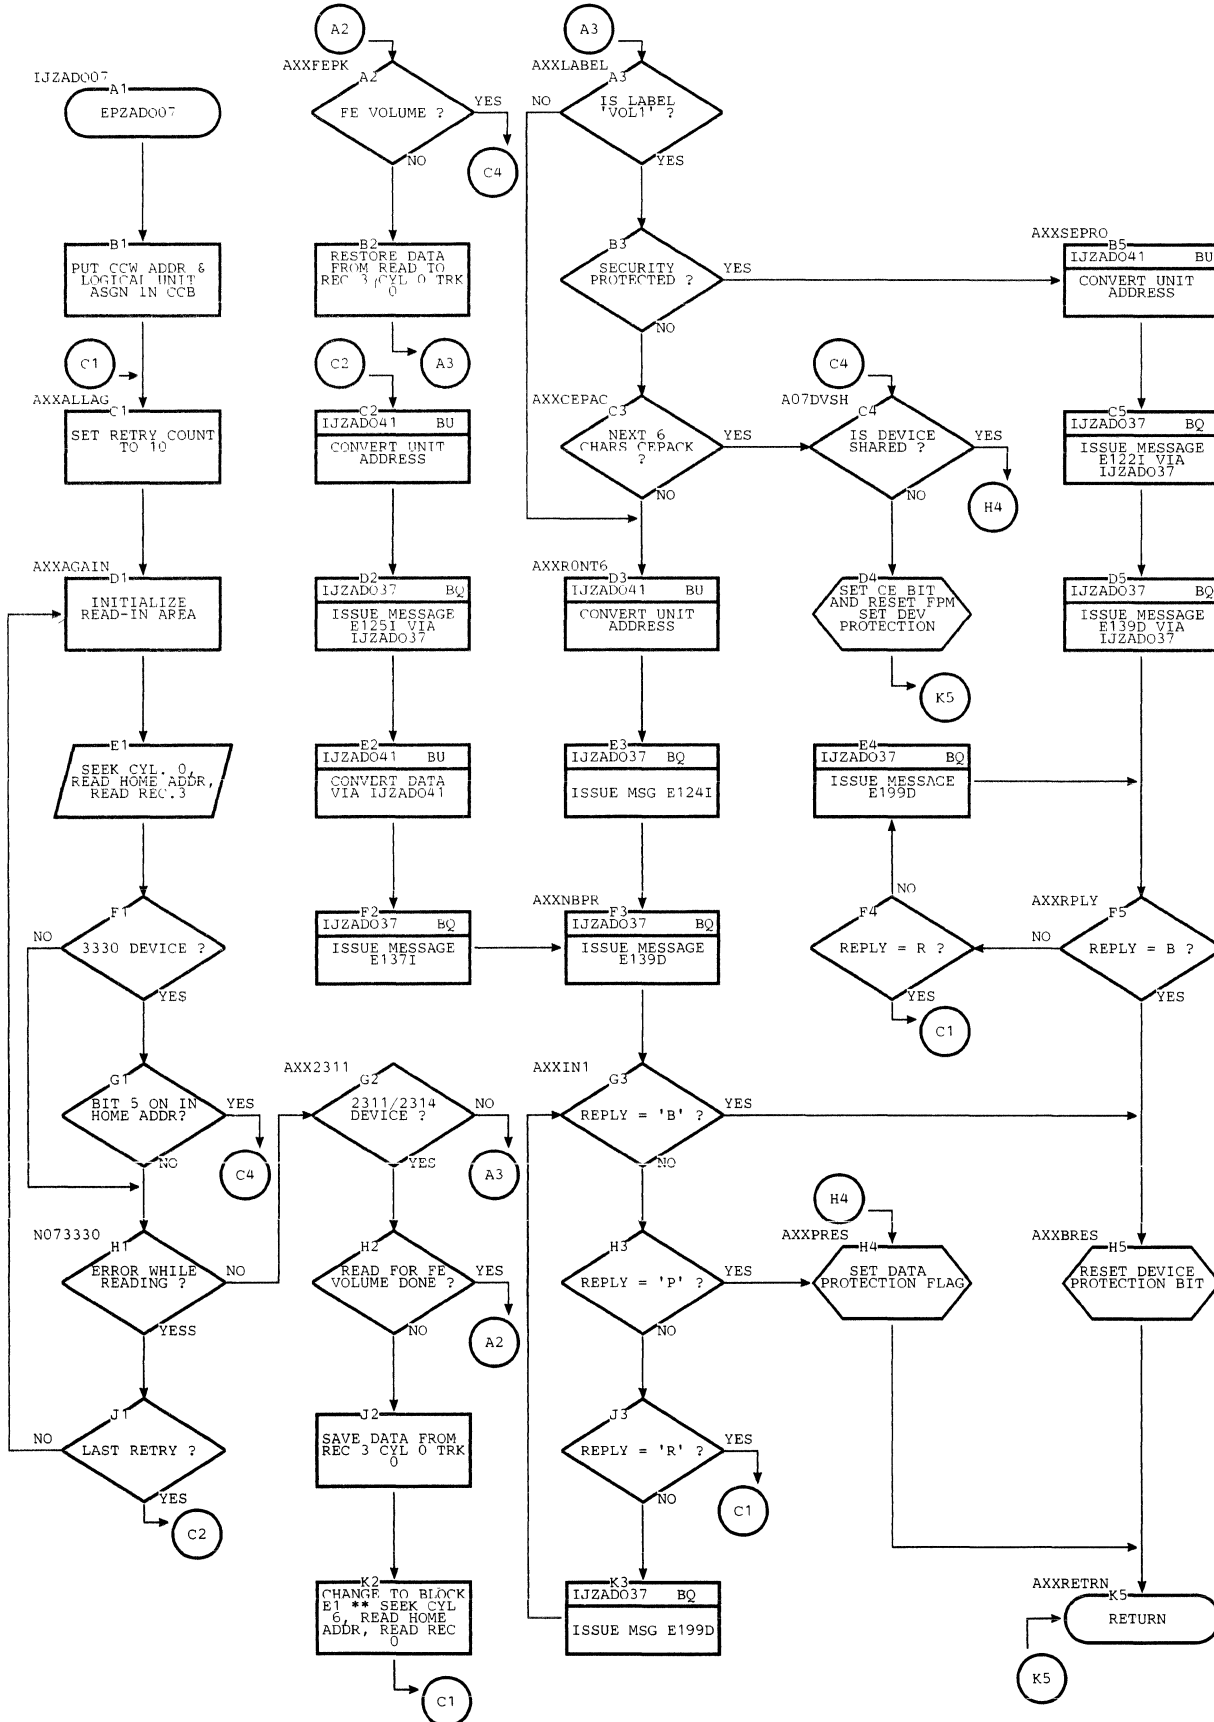 IJZADO07
A1
EPZADO07
B1
PUT CCW ADDR &
LOGICAL UNIT
ASGN IN CCB
C1
AXXALLAG
C1
SET RETRY COUNT
TO 10
AXXAGAIN
D1
INITIALIZE
READ-IN AREA
E1
SEEK CYL. 0,
READ HOME ADDR,
READ REC.3
F1
3330 DEVICE ?
NO
YES
G1
BIT 5 ON IN
HOME ADDR?
YES
C4
NO
N073330
H1
ERROR WHILE
READING ?
NO
YESS
J1
LAST RETRY ?
NO
YES
C2
A2
AXXFEPK
A2
FE VOLUME ?
YES
C4
NO
B2
RESTORE DATA
FROM READ TO
REC 3 CYL 0 TRK
0
A3
C2
C2
IJZADO41 BU
CONVERT UNIT
ADDRESS
D2
IJZADO37 BQ
ISSUE MESSAGE
E125I VIA
IJZADO37
E2
IJZADO41 BU
CONVERT DATA
VIA IJZADO41
F2
IJZADO37 BQ
ISSUE MESSAGE
E137I
AXX2311
G2
2311/2314
DEVICE ?
NO
A3
YES
H2
READ FOR FE
VOLUME DONE ?
YES
A2
NO
J2
SAVE DATA FROM
REC 3 CYL 0 TRK
0
K2
CHANGE TO BLOCK
E1 ** SEEK CYL
6, READ HOME
ADDR, READ REC
0
C1
A3
AXXLABEL
A3
IS LABEL
'VOL1' ?
NO
YES
B3
SECURITY
PROTECTED ?
YES
NO
AXXCEPAC
C3
NEXT 6
CHARS CEPACK
?
YES
NO
AXXR0NT6
D3
IJZADO41 BU
CONVERT UNIT
ADDRESS
E3
IJZADO37 BQ
ISSUE MSG E124I
AXXNBPR
F3
IJZADO37 BQ
ISSUE MESSAGE
E139D
AXXIN1
G3
REPLY = 'B' ?
YES
NO
H3
REPLY = 'P' ?
YES
NO
J3
REPLY = 'R' ?
YES
C1
NO
K3
IJZADO37 BQ
ISSUE MSG E199D
C4
A07DVSH
C4
IS DEVICE
SHARED ?
YES
H4
NO
D4
SET CE BIT
AND RESET FPM
SET DEV
PROTECTION
K5
E4
IJZADO37 BQ
ISSUE MESSAGE
E199D
NO
F4
REPLY = R ?
YES
C1
H4
AXXPRES
H4
SET DATA
PROTECTION FLAG
AXXSEPRO
B5
IJZADO41 BU
CONVERT UNIT
ADDRESS
C5
IJZADO37 BQ
ISSUE MESSAGE
E122I VIA
IJZADO37
D5
IJZADO37 BQ
ISSUE MESSAGE
E139D VIA
IJZADO37
AXXRPLY
F5
REPLY = B ?
NO
YES
AXXBRES
H5
RESET DEVICE
PROTECTION BIT
AXXRETRN
K5
RETURN
K5